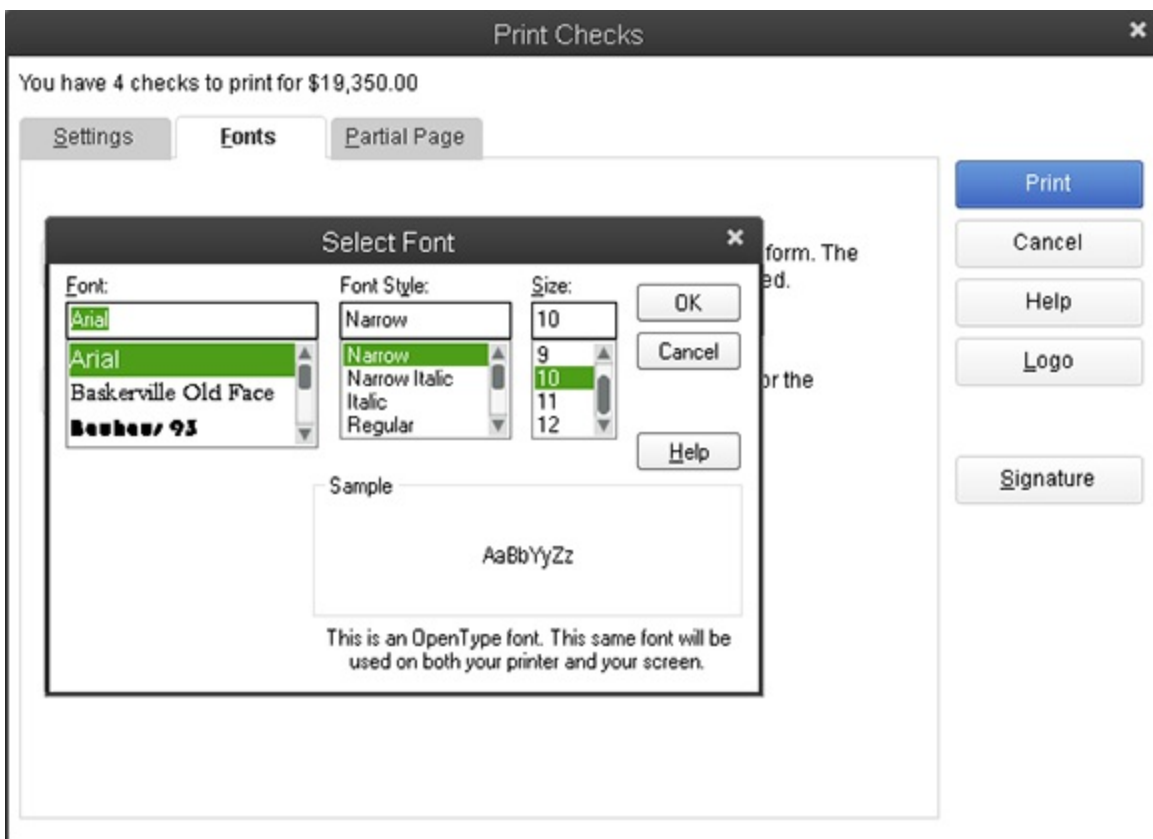 Print Checks
You have 4 checks to print for $19,350.00
Settings
Fonts
Partial Page
form. The
ed.
or the
Select Font
Font:
Arial
Arial
Baskerville Old Face
Bauhaus 93
Font Style:
Narrow
Narrow
Narrow Italic
Italic
Regular
Size:
10
9
10
11
12
OK
Cancel
Help
Sample
AaBbYyZz
This is an OpenType font. This same font will be
used on both your printer and your screen.
Print
Cancel
Help
Logo
Signature